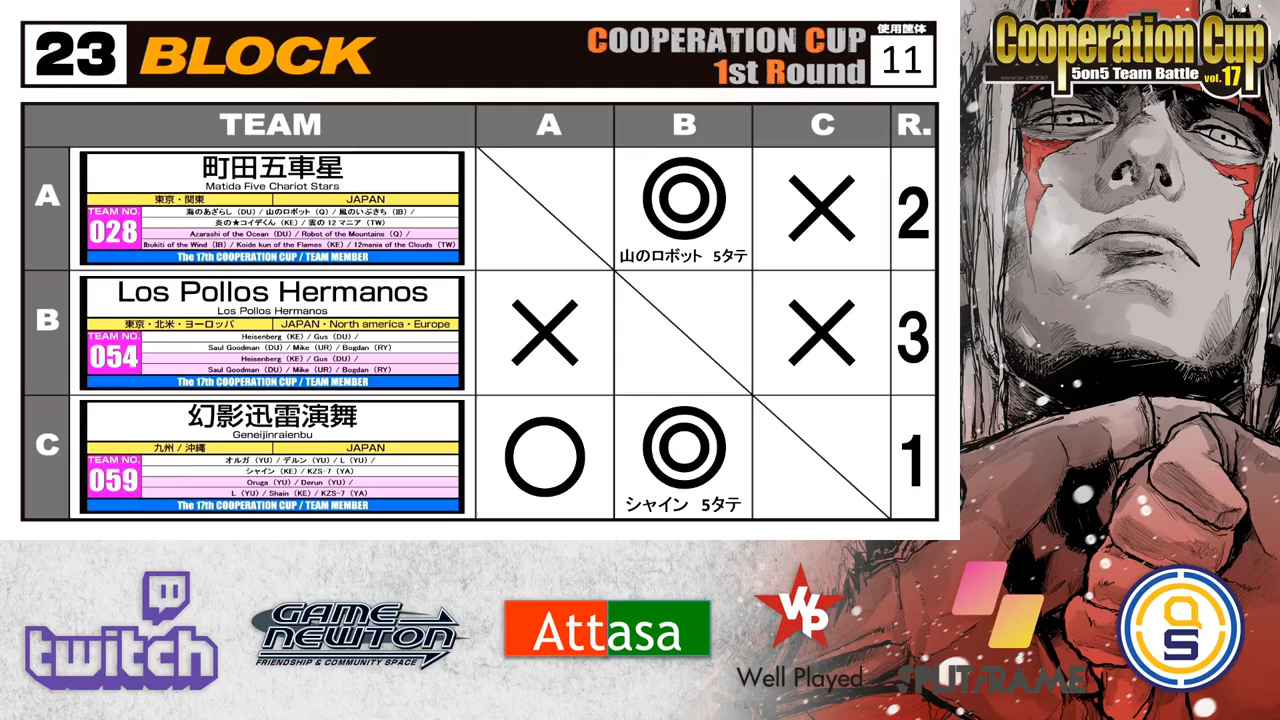 23 BLOCK
COOPERATION CUP
1st Round
使用筐体
11
Cooperation Cup
SINCE 2002
5on5 Team Battle vol.17
TEAM A B C R.
A
町田五車星
Matida Five Chariot Stars
東京・関東 JAPAN
TEAM NO.
028
海のあざらし (DU) / 山のロボット (Q) / 風のいぶきち (IB) /
炎の★コイデくん (KE) / 雲の 12 マニア (TW)
Azarashi of the Ocean (DU) / Robot of the Mountains (Q) /
Ibukiti of the Wind (IB) / Koide kun of the Flames (KE) / 12mania of the Clouds (TW)
The 17th COOPERATION CUP / TEAM MEMBER
◎
山のロボット 5タテ
×
2
B
Los Pollos Hermanos
Los Pollos Hermanos
東京・北米・ヨーロッパ JAPAN・North america・Europe
TEAM NO.
054
Heisenberg (KE) / Gus (DU) /
Saul Goodman (DU) / Mike (UR) / Bogdan (RY)
Heisenberg (KE) / Gus (DU) /
Saul Goodman (DU) / Mike (UR) / Bogdan (RY)
The 17th COOPERATION CUP / TEAM MEMBER
×
×
3
C
幻影迅雷演舞
Geneijinraienbu
九州 / 沖縄 JAPAN
TEAM NO.
059
オルガ (YU) / デルン (YU) / L (YU) /
シャイン (KE) / KZS-7 (YA)
Oruga (YU) / Derun (YU) /
L (YU) / Shain (KE) / KZS-7 (YA)
The 17th COOPERATION CUP / TEAM MEMBER
○
◎
シャイン 5タテ
1
twitch
GAME NEWTON
FRIENDSHIP & COMMUNITY SPACE
Attasa
WP
Well Played
SPLITFRAME
QS